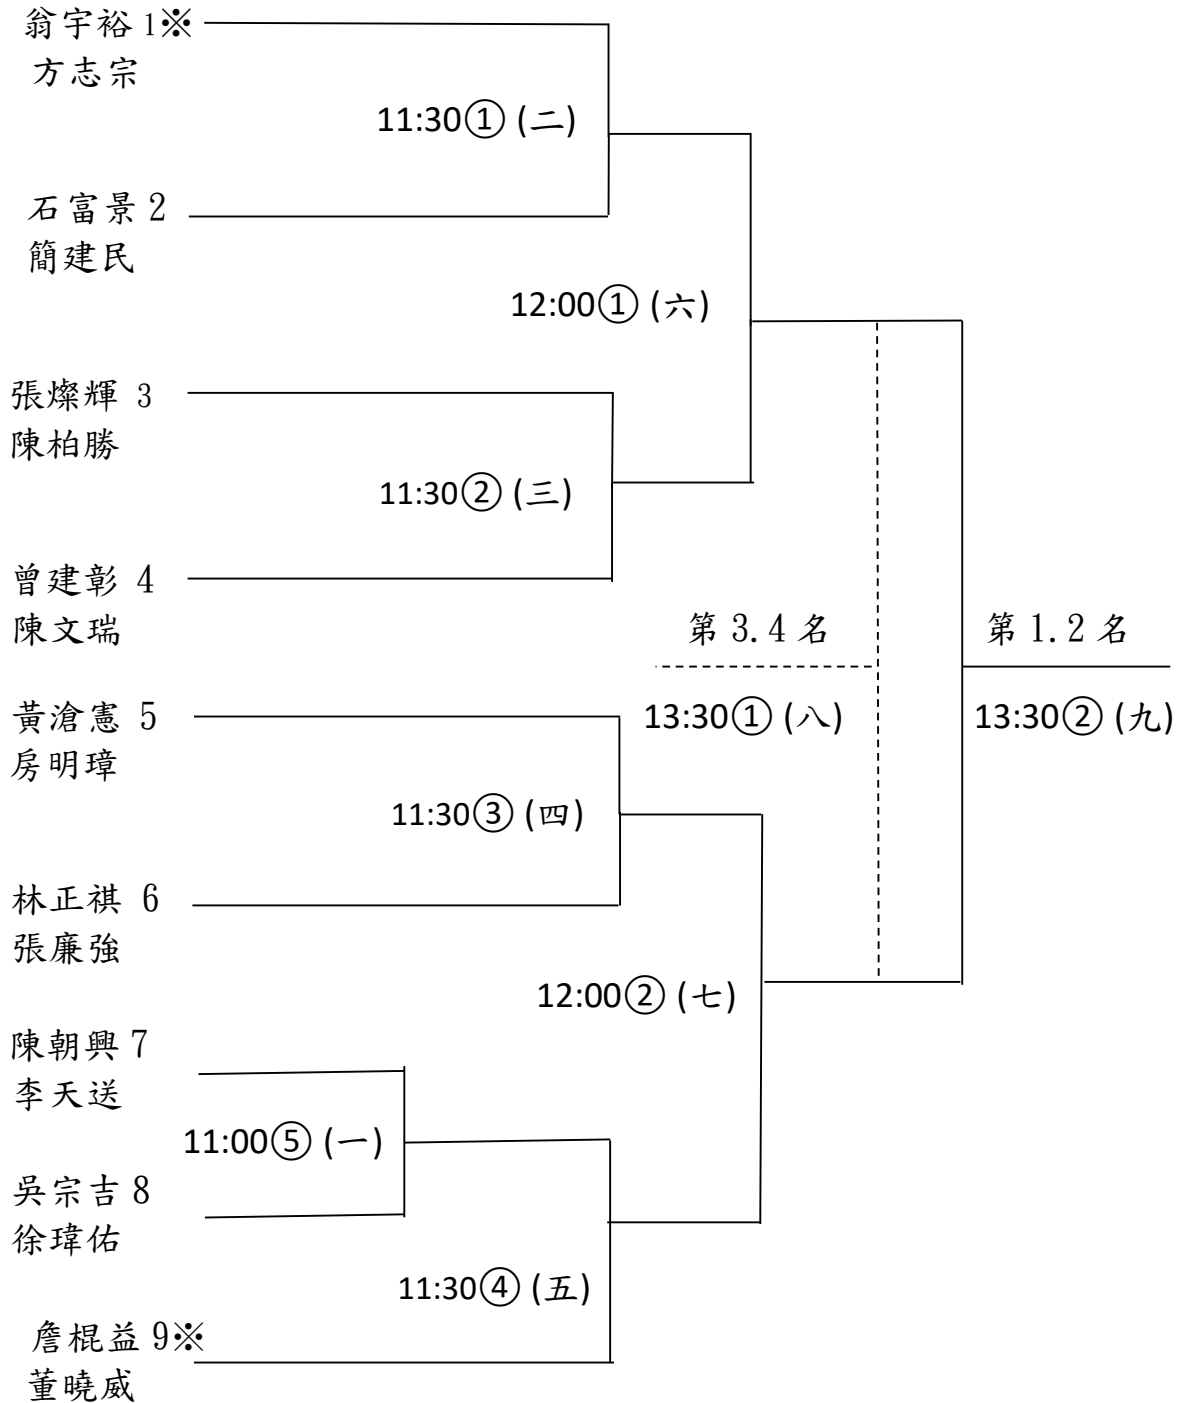 翁宇裕 1※
方志宗
11:30① (二)
石富景 2
簡建民
12:00① (六)
張燦輝 3
陳柏勝
11:30② (三)
曾建彰 4
陳文瑞
第 3.4 名
第 1.2 名
黃滄憲 5
房明璋
13:30① (八)
13:30② (九)
11:30③ (四)
林正祺 6
張廉強
12:00② (七)
陳朝興 7
李天送
11:00⑤ (一)
吳宗吉 8
徐瑋佑
11:30④ (五)
詹棍益 9※
董曉威